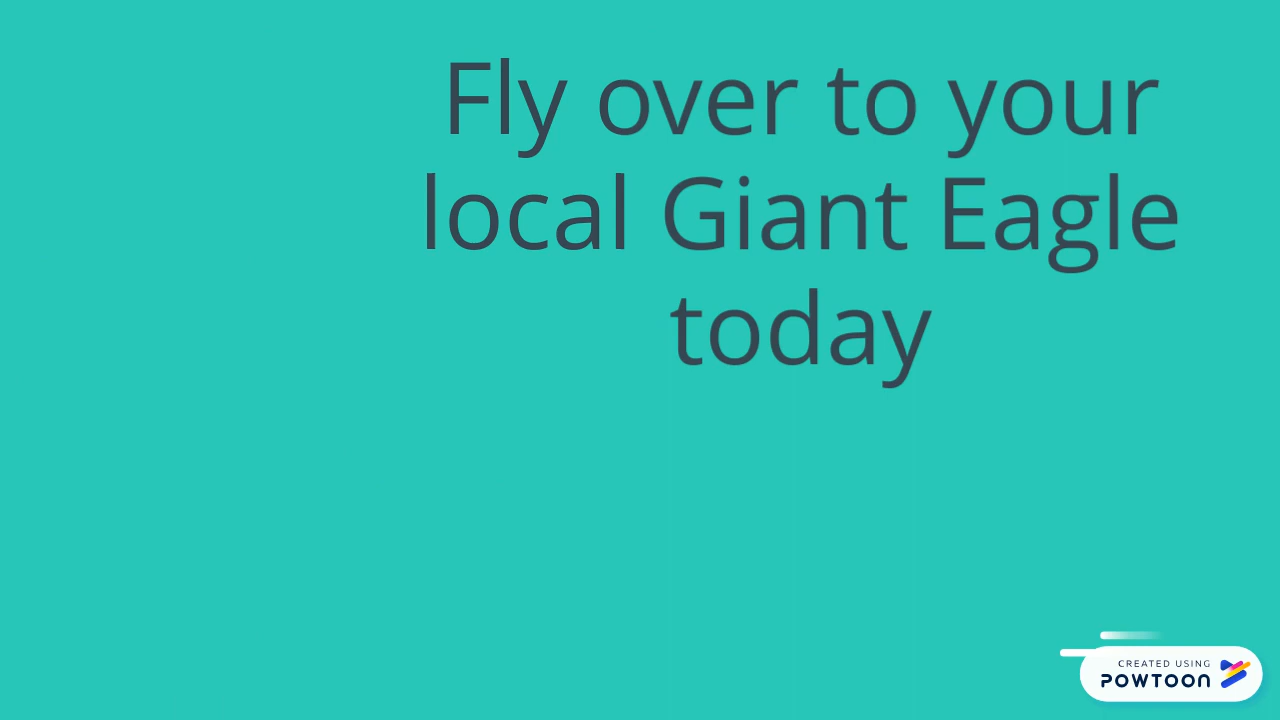 Fly over to your
local Giant Eagle
today
CREATED USING
POWTOON